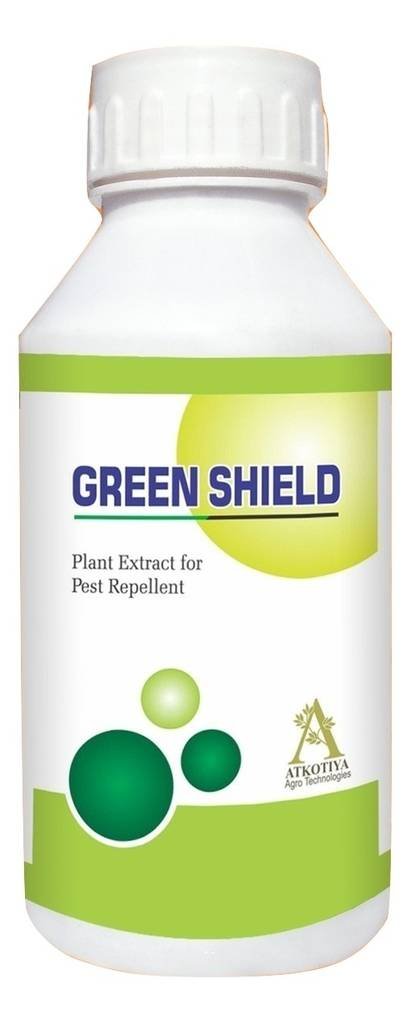 GREEN SHIELD
Plant Extract for
Pest Repellent
A
ATKOTIYA
Agro Technologies